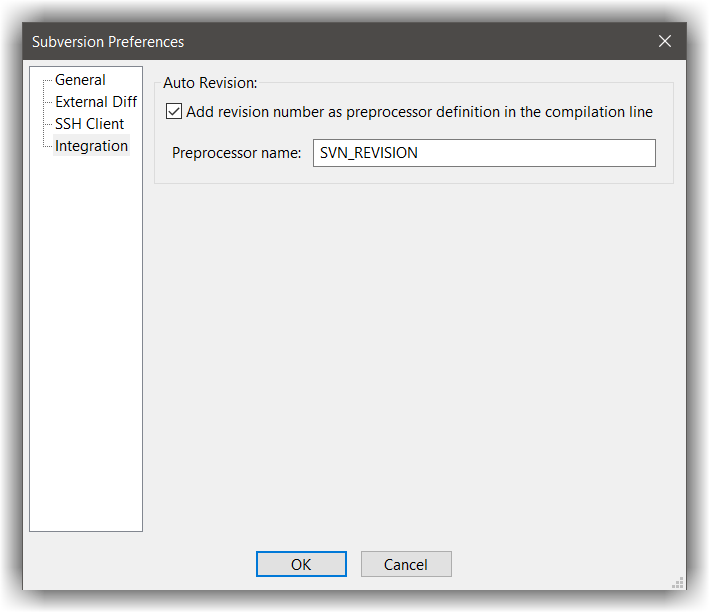 Subversion Preferences
General
External Diff
SSH Client
Integration
Auto Revision:
Add revision number as preprocessor definition in the compilation line
Preprocessor name: SVN_REVISION
OK Cancel